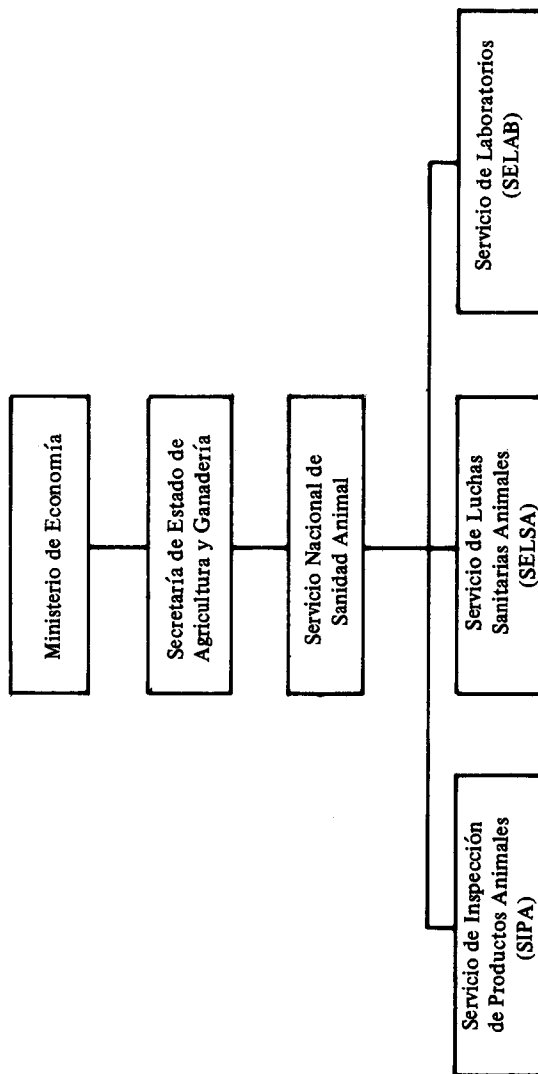 Ministerio de Economía
Secretaría de Estado de
Agricultura y Ganadería
Servicio Nacional de
Sanidad Animal
Servicio de Inspección
de Productos Animales
(SIPA)
Servicio de Luchas
Sanitarias Animales
(SELSA)
Servicio de Laboratorios
(SELAB)